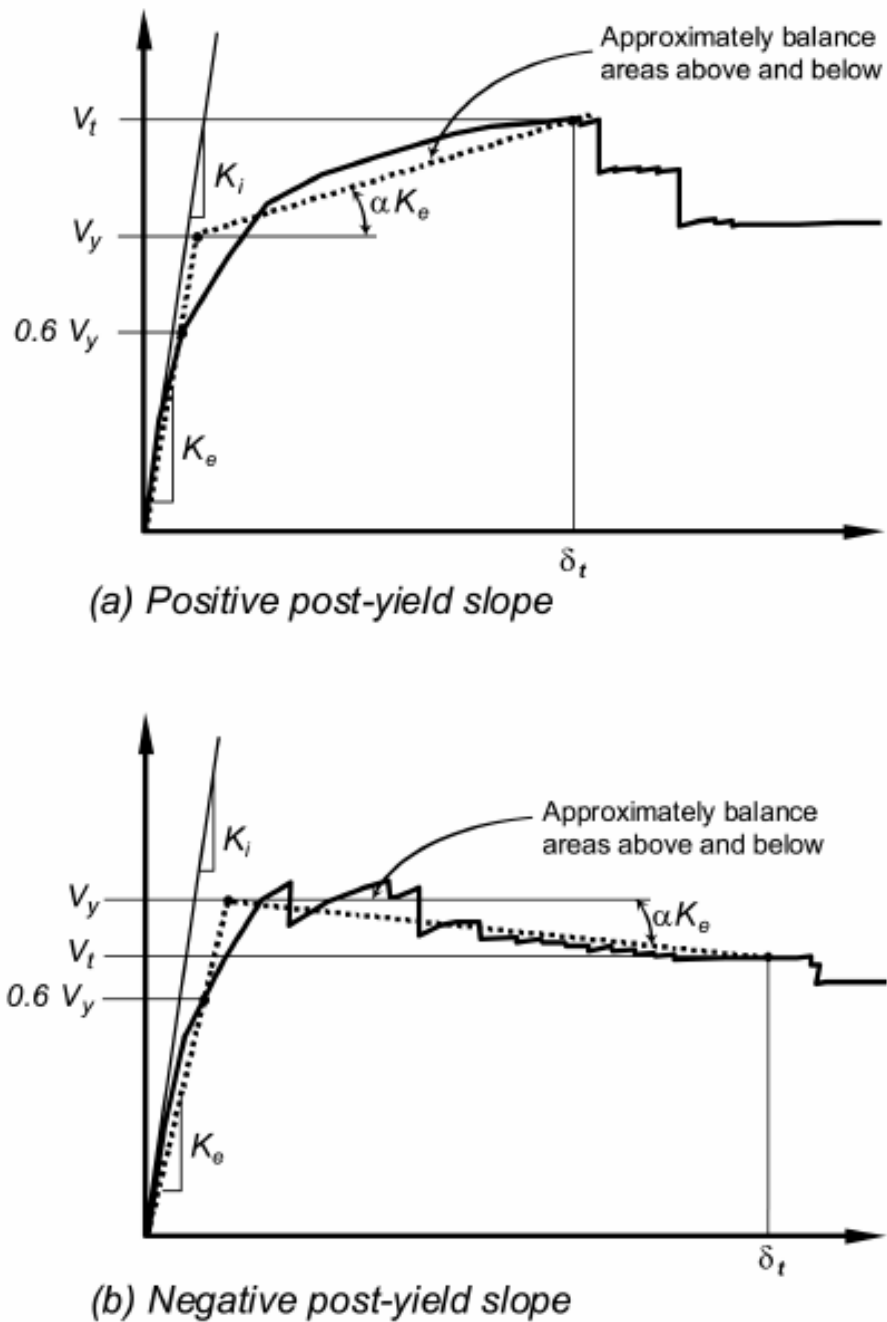 Approximately balance
areas above and below
V_t
K_i
αK_e
V_y
0.6 V_y
K_e
δ_t
(a) Positive post-yield slope
Approximately balance
areas above and below
K_i
V_y
αK_e
V_t
0.6 V_y
K_e
δ_t
(b) Negative post-yield slope